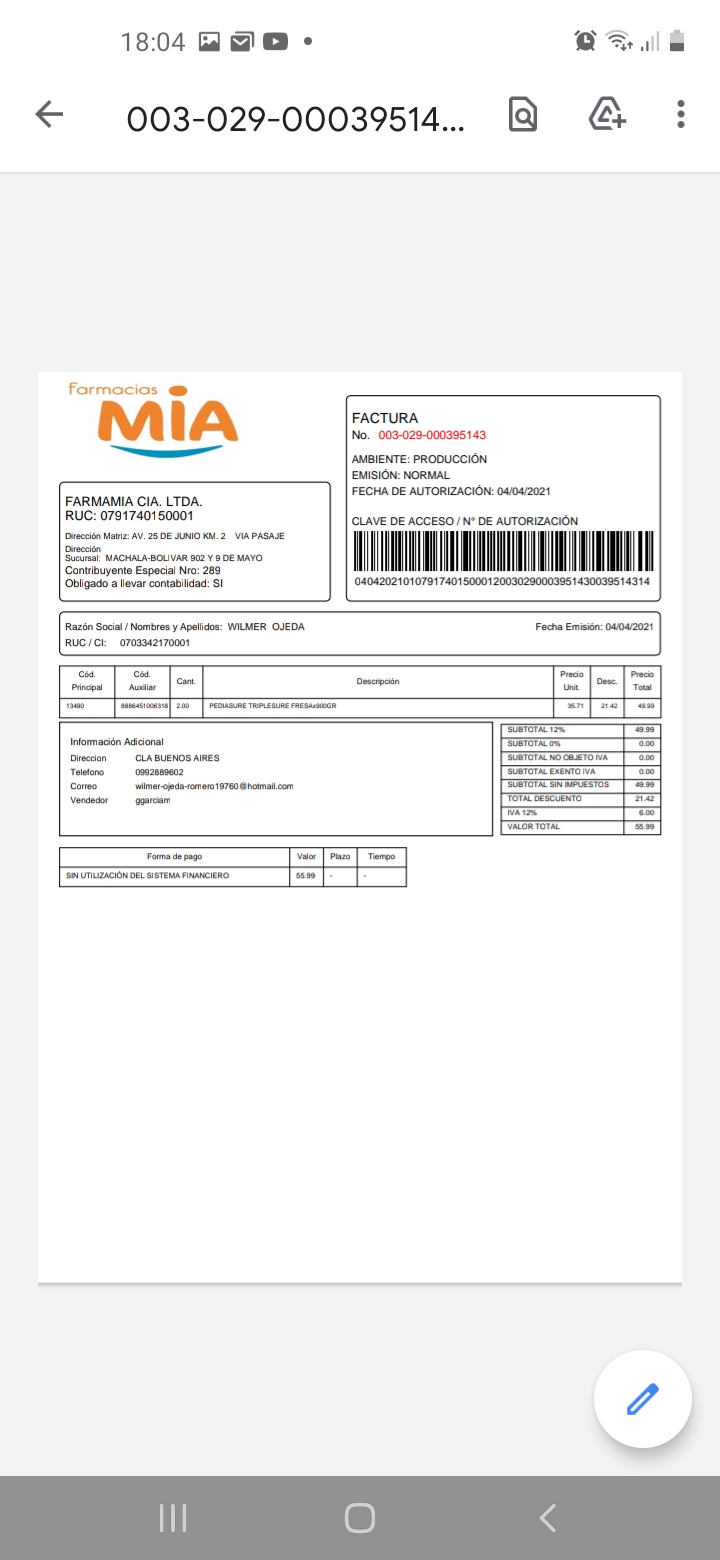 18:04
003-029-00039514...
Farmacias
MIA
FACTURA
No. 003-029-000395143
AMBIENTE: PRODUCCIÓN
EMISIÓN: NORMAL
FECHA DE AUTORIZACIÓN: 04/04/2021
CLAVE DE ACCESO / N° DE AUTORIZACIÓN
0404202101079174015000120030290003951430039514314
FARMAMIA CIA. LTDA.
RUC: 0791740150001
Dirección Matriz: AV. 25 DE JUNIO KM. 2 VIA PASAJE
Dirección
Sucursal: MACHALA-BOLIVAR 902 Y 9 DE MAYO
Contribuyente Especial Nro: 289
Obligado a llevar contabilidad: SI
Razón Social / Nombres y Apellidos: WILMER OJEDA Fecha Emisión: 04/04/2021
RUC / CI: 0703342170001
Cód. Principal Cód. Auxiliar Cant. Descripción Precio Unit. Desc. Precio Total
13490 8886451006318 2.00 PEDIASURE TRIPLESURE FRESAx900GR 35.71 21.42 49.99
Información Adicional
Direccion CLA BUENOS AIRES
Telefono 0992889602
Correo wilmer-ojeda-romero19760@hotmail.com
Vendedor ggarciam
SUBTOTAL 12% 49.99
SUBTOTAL 0% 0.00
SUBTOTAL NO OBJETO IVA 0.00
SUBTOTAL EXENTO IVA 0.00
SUBTOTAL SIN IMPUESTOS 49.99
TOTAL DESCUENTO 21.42
IVA 12% 6.00
VALOR TOTAL 55.99
Forma de pago Valor Plazo Tiempo
SIN UTILIZACIÓN DEL SISTEMA FINANCIERO 55.99 - -